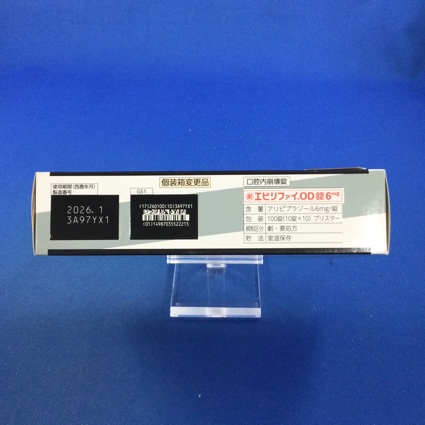 個装箱変更品
使用期限(西暦年月)
製造番号
2026.1
3A97YX1
GS1
(17)260100(10)3A97YX1
(01)14987035522215
口腔内崩壊錠
劇 エビリファイ®OD錠6mg
含 量 アリピプラゾール6mg/錠
包 装 100錠(10錠×10)ブリスター
規制区分 劇・要処方
貯 法 室温保存